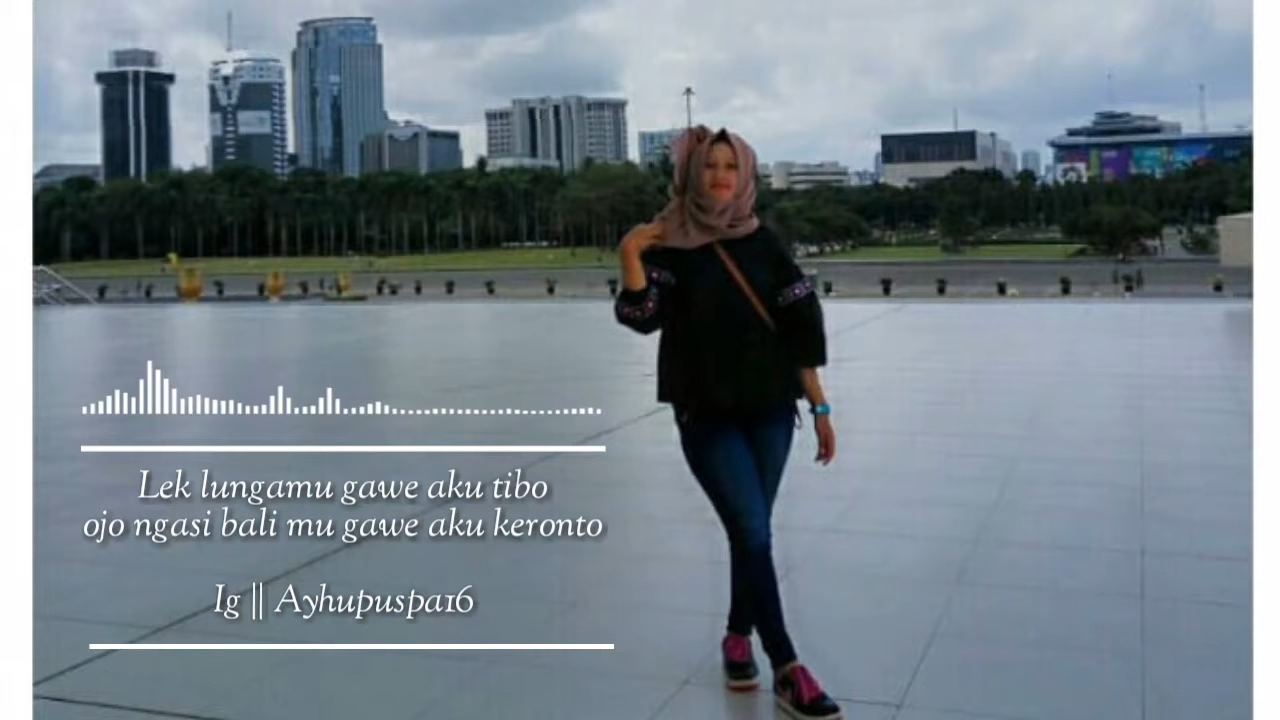 Lek lungamu gawe aku tibo
ojo ngasi bali mu gawe aku keronto
Ig || Ayhupuspa16